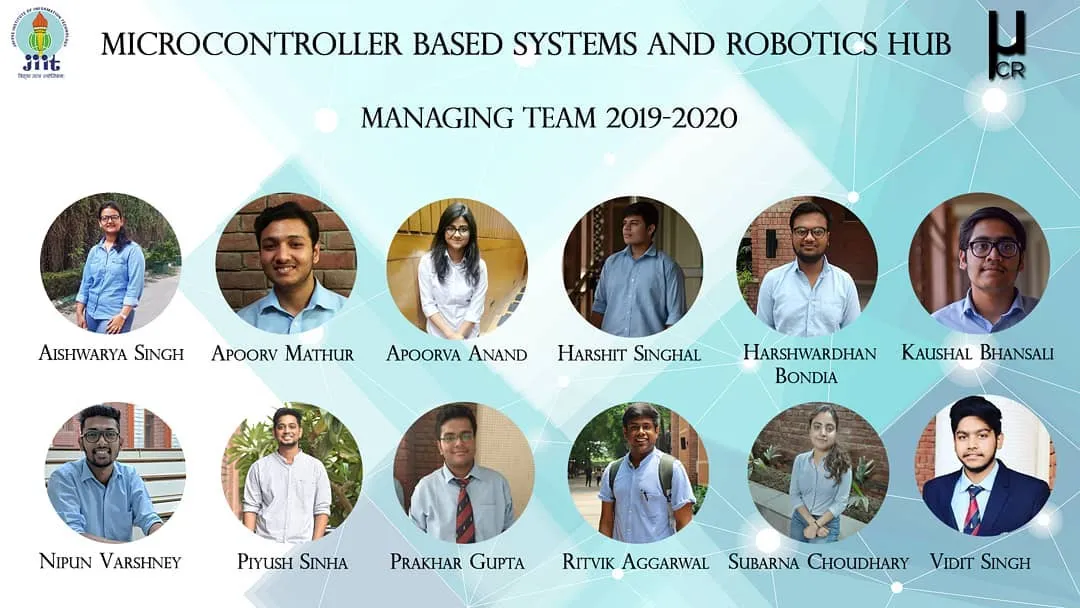 JAYPEE INSTITUTE OF INFORMATION TECHNOLOGY
jiit
विद्या तत्व ज्योतिसमः
MICROCONTROLLER BASED SYSTEMS AND ROBOTICS HUB
μCR
MANAGING TEAM 2019-2020
AISHWARYA SINGH
APOORV MATHUR
APOORVA ANAND
HARSHIT SINGHAL
HARSHWARDHAN
BONDIA
KAUSHAL BHANSALI
NIPUN VARSHNEY
PIYUSH SINHA
PRAKHAR GUPTA
RITVIK AGGARWAL
SUBARNA CHOUDHARY
VIDIT SINGH